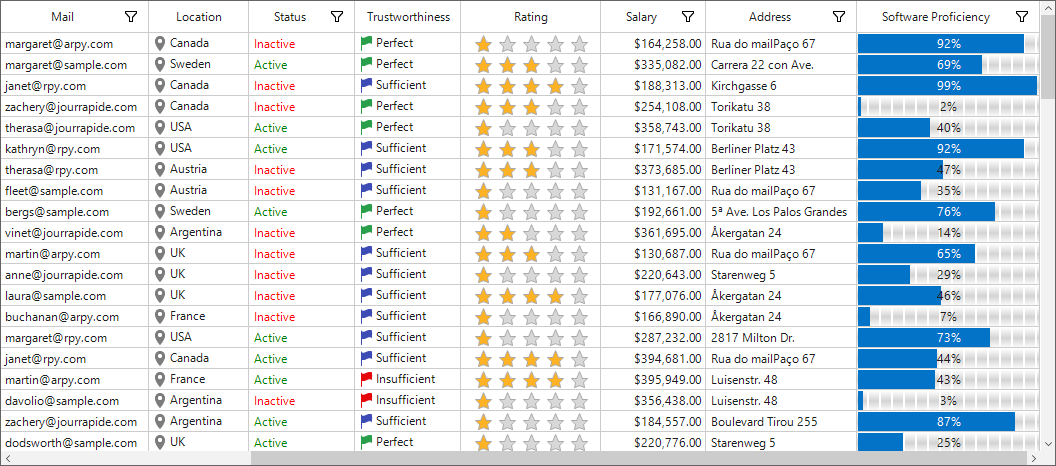 Mail Location Status Trustworthiness Rating Salary Address Software Proficiency
margaret@arpy.com Canada Inactive Perfect $164,258.00 Rua do mailPaço 67 92%
margaret@sample.com Sweden Active Perfect $335,082.00 Carrera 22 con Ave. 69%
janet@rpy.com Canada Inactive Sufficient $188,313.00 Kirchgasse 6 99%
zachery@jourrapide.com Canada Inactive Perfect $254,108.00 Torikatu 38 2%
therasa@jourrapide.com USA Active Perfect $358,743.00 Torikatu 38 40%
kathryn@rpy.com USA Active Sufficient $171,574.00 Berliner Platz 43 92%
therasa@rpy.com Austria Inactive Sufficient $373,685.00 Berliner Platz 43 47%
fleet@sample.com Austria Inactive Sufficient $131,167.00 Rua do mailPaço 67 35%
bergs@sample.com Sweden Active Perfect $192,661.00 5ª Ave. Los Palos Grandes 76%
vinet@jourrapide.com Argentina Inactive Perfect $361,695.00 Åkergatan 24 14%
martin@arpy.com UK Inactive Sufficient $130,687.00 Rua do mailPaço 67 65%
anne@jourrapide.com UK Inactive Sufficient $220,643.00 Starenweg 5 29%
laura@sample.com UK Inactive Sufficient $177,076.00 Åkergatan 24 46%
buchanan@arpy.com France Inactive Sufficient $166,890.00 Åkergatan 24 7%
margaret@rpy.com USA Active Sufficient $287,232.00 2817 Milton Dr. 73%
janet@rpy.com Canada Active Sufficient $394,681.00 Rua do mailPaço 67 44%
martin@arpy.com France Active Insufficient $395,949.00 Luisenstr. 48 43%
davolio@sample.com Argentina Inactive Insufficient $356,438.00 Luisenstr. 48 3%
zachery@jourrapide.com Argentina Active Sufficient $184,557.00 Boulevard Tirou 255 87%
dodsworth@sample.com UK Active Perfect $220,776.00 Starenweg 5 25%